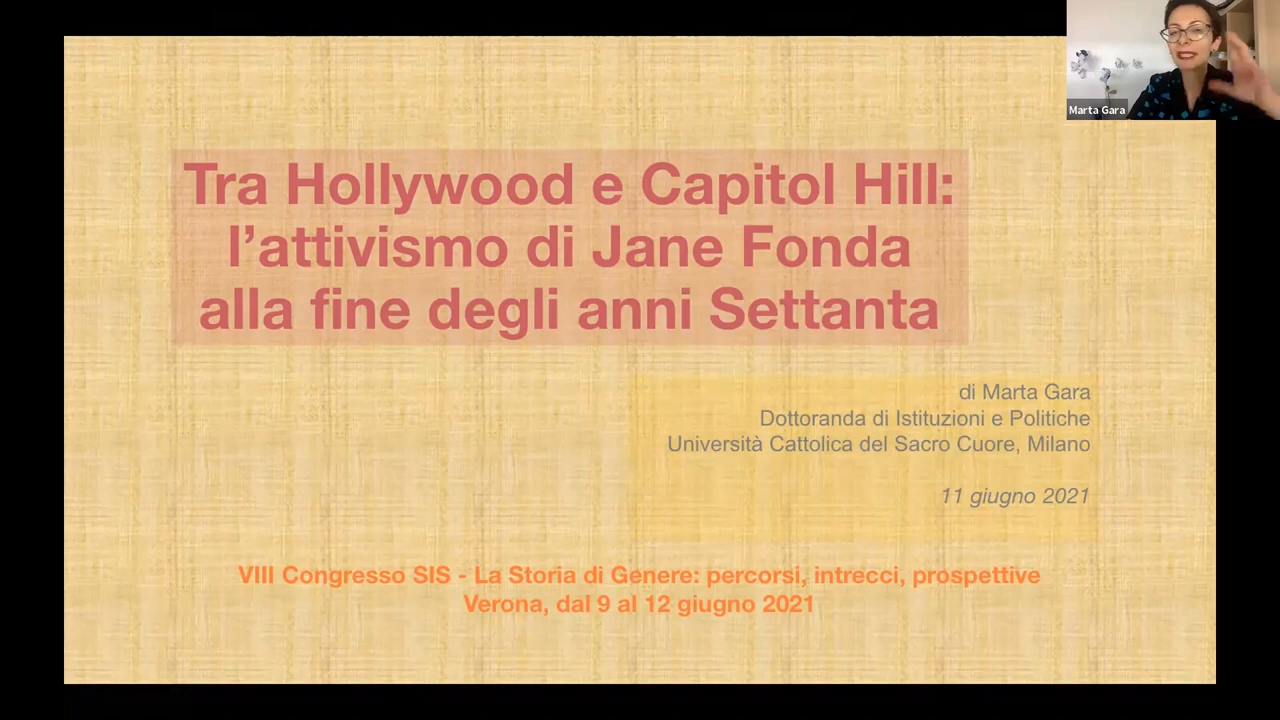 Marta Gara
Tra Hollywood e Capitol Hill:
l’attivismo di Jane Fonda
alla fine degli anni Settanta
di Marta Gara
Dottoranda di Istituzioni e Politiche
Università Cattolica del Sacro Cuore, Milano
11 giugno 2021
VIII Congresso SIS - La Storia di Genere: percorsi, intrecci, prospettive
Verona, dal 9 al 12 giugno 2021